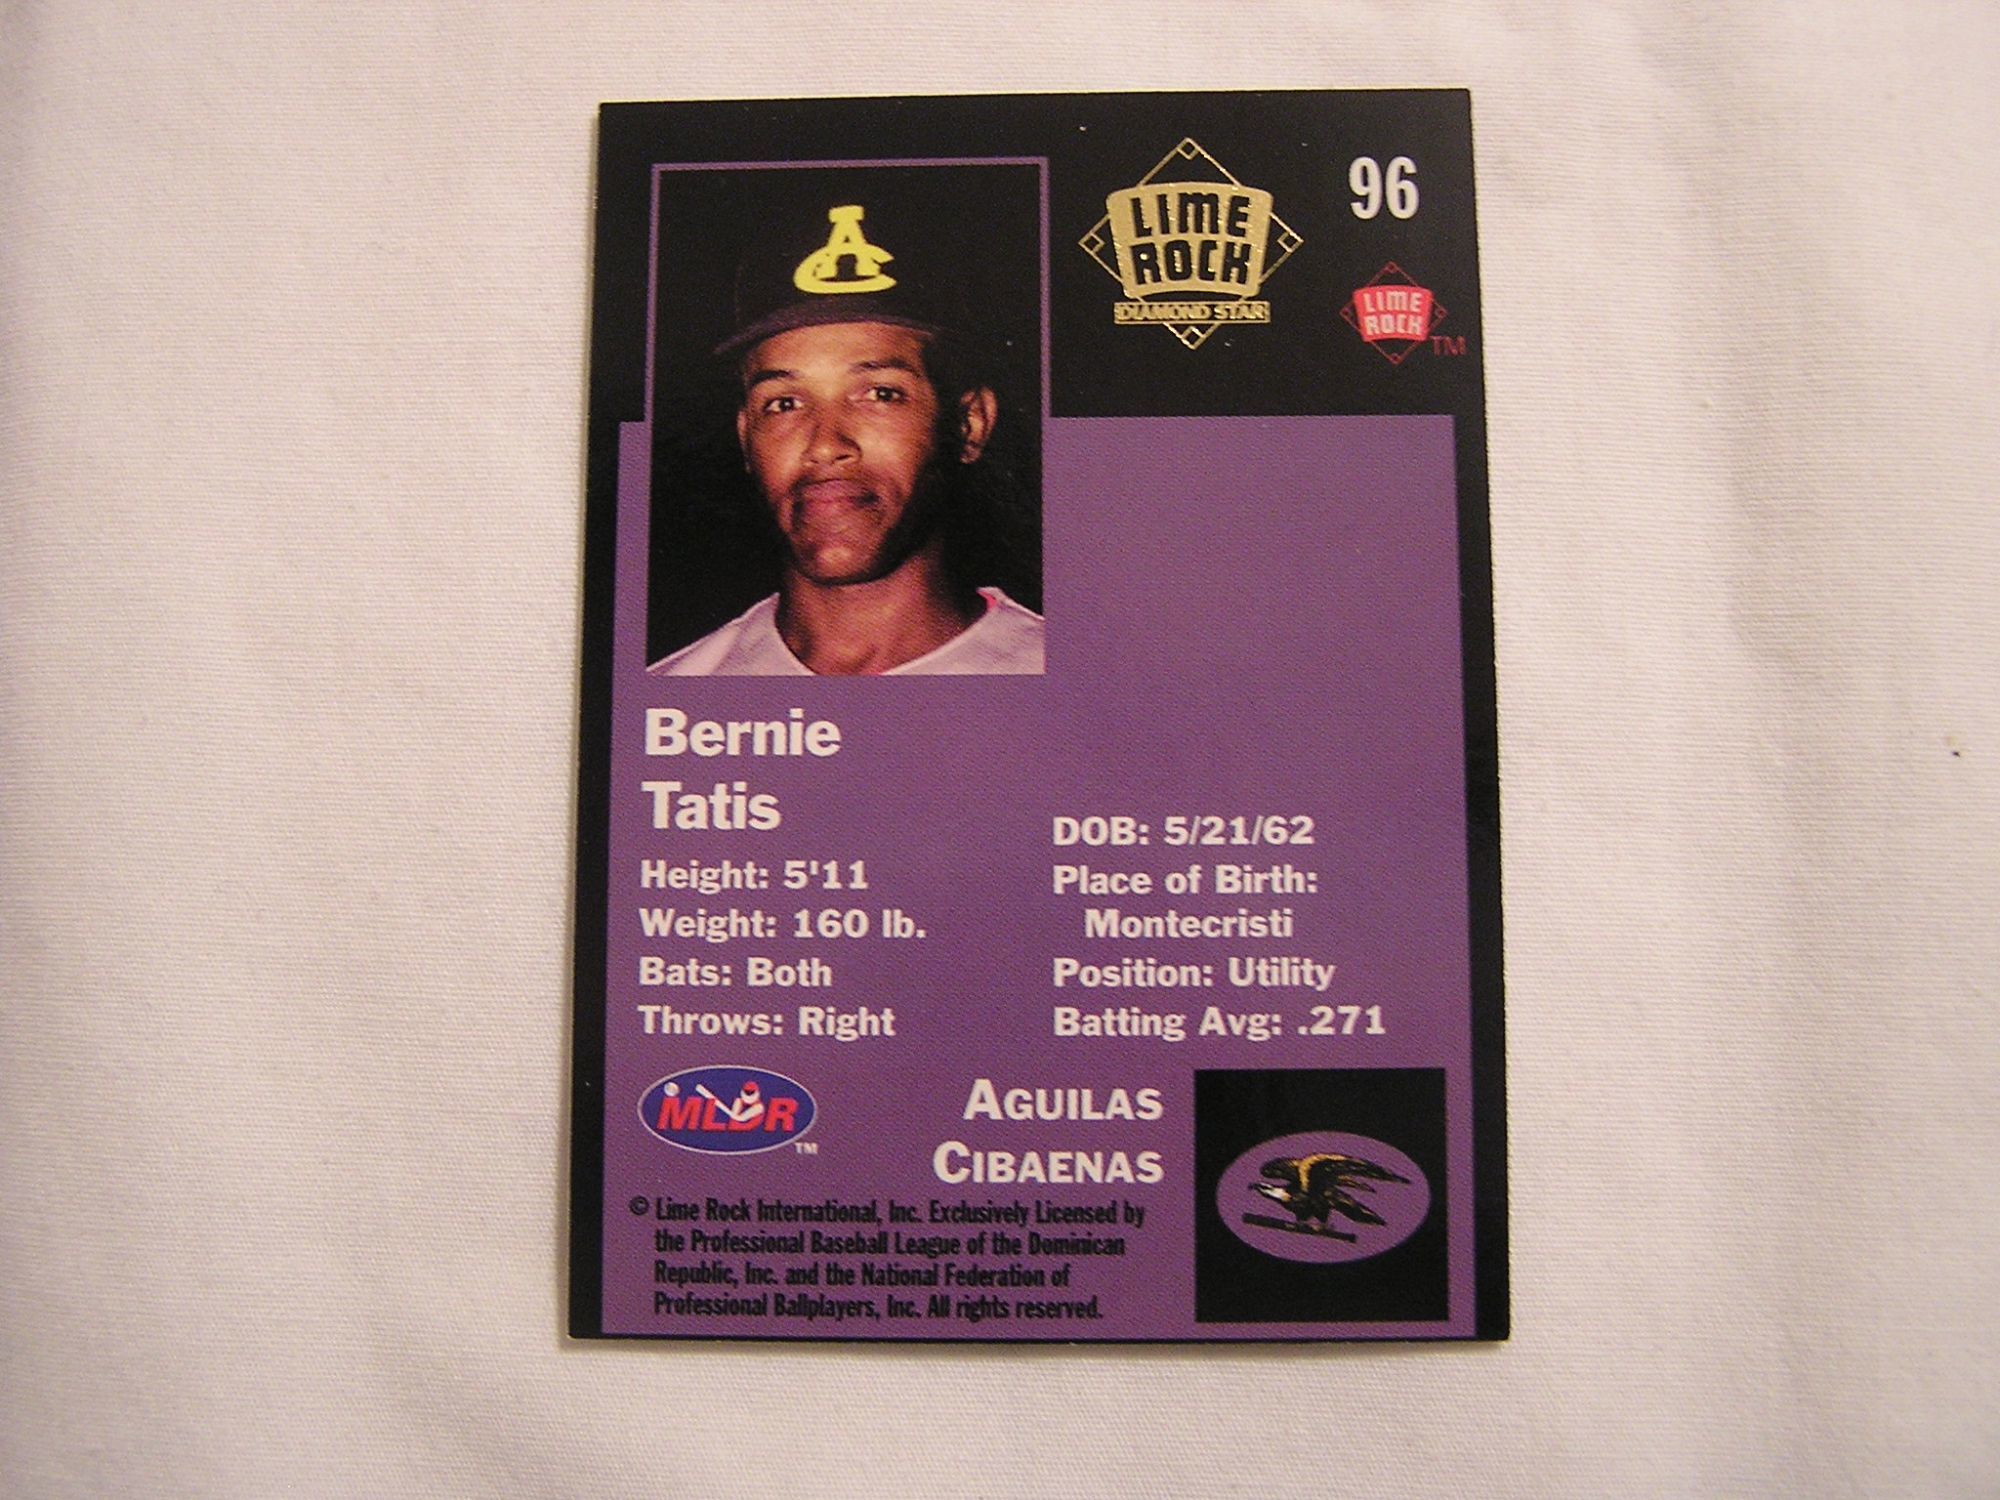 96
LIME
ROCK
DIAMOND STAR
LIME
ROCK
TM
AC
Bernie
Tatis
Height: 5'11
Weight: 160 lb.
Bats: Both
Throws: Right
DOB: 5/21/62
Place of Birth:
Montecristi
Position: Utility
Batting Avg: .271
MLDR
TM
AGUILAS
CIBAENAS
© Lime Rock International, Inc. Exclusively Licensed by
the Professional Baseball League of the Dominican
Republic, Inc. and the National Federation of
Professional Ballplayers, Inc. All rights reserved.